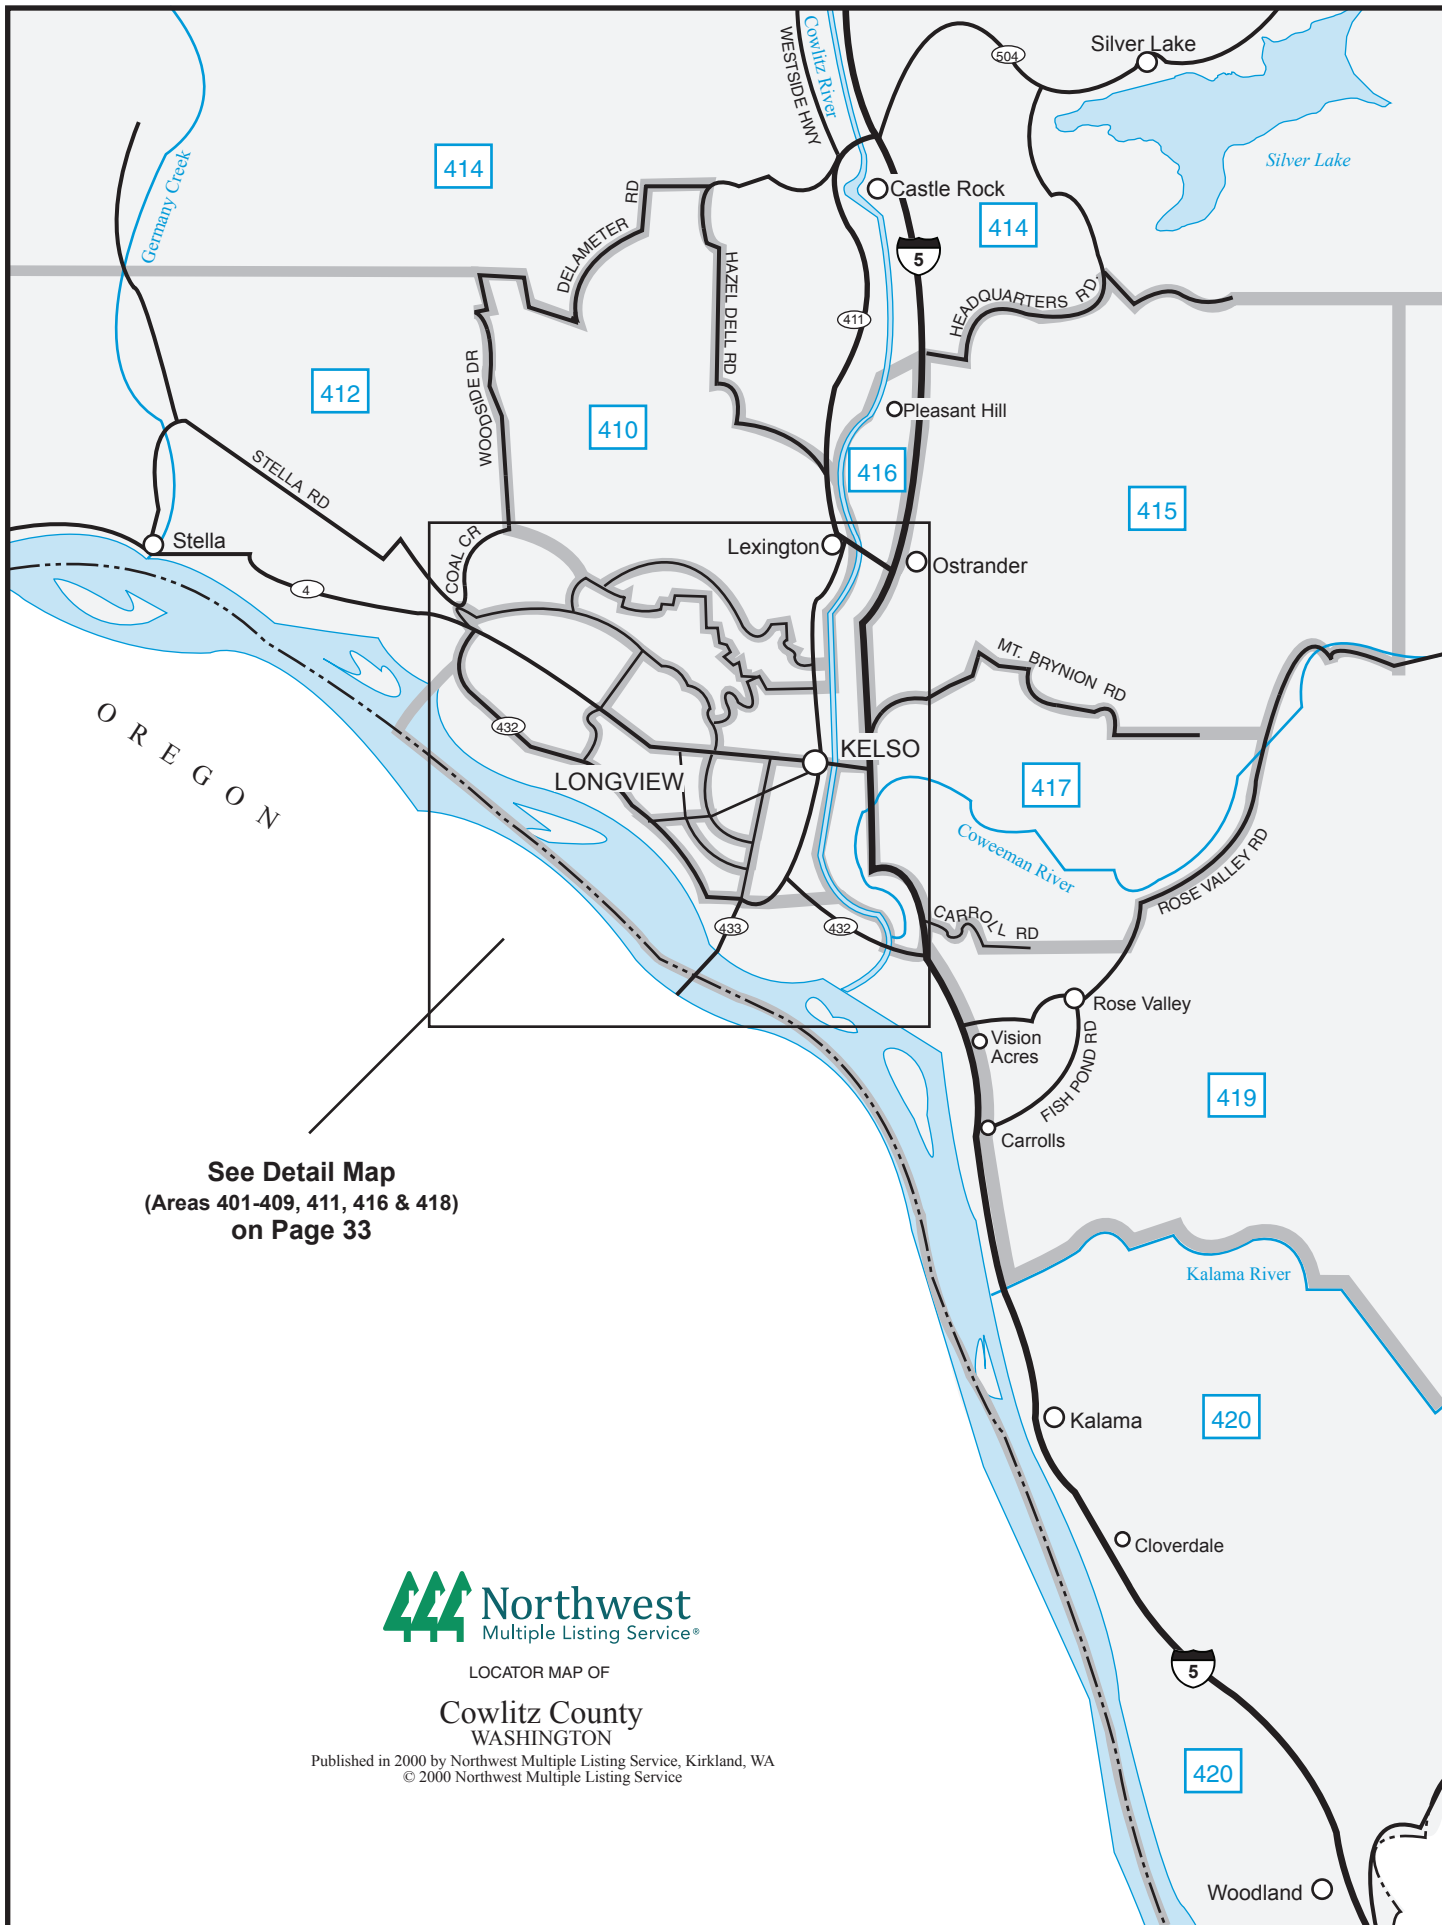 WESTSIDE HWY
Cowlitz River
504
Silver Lake
Silver Lake
Germany Creek
414
Castle Rock
414
DELAMETER RD
5
HAZEL DELL RD
HEADQUARTERS RD.
411
412
WOODSIDE DR
410
Pleasant Hill
416
415
STELLA RD
Stella
COAL CR
Lexington
Ostrander
4
MT. BRYNION RD
OREGON
432
KELSO
LONGVIEW
417
Coweeman River
ROSE VALLEY RD
CARROLL RD
433
432
Rose Valley
Vision
Acres
FISH POND RD
419
Carrolls
See Detail Map
(Areas 401-409, 411, 416 & 418)
on Page 33
Kalama River
Kalama
420
Cloverdale
Northwest
Multiple Listing Service®
LOCATOR MAP OF
Cowlitz County
WASHINGTON
Published in 2000 by Northwest Multiple Listing Service, Kirkland, WA
© 2000 Northwest Multiple Listing Service
5
420
Woodland